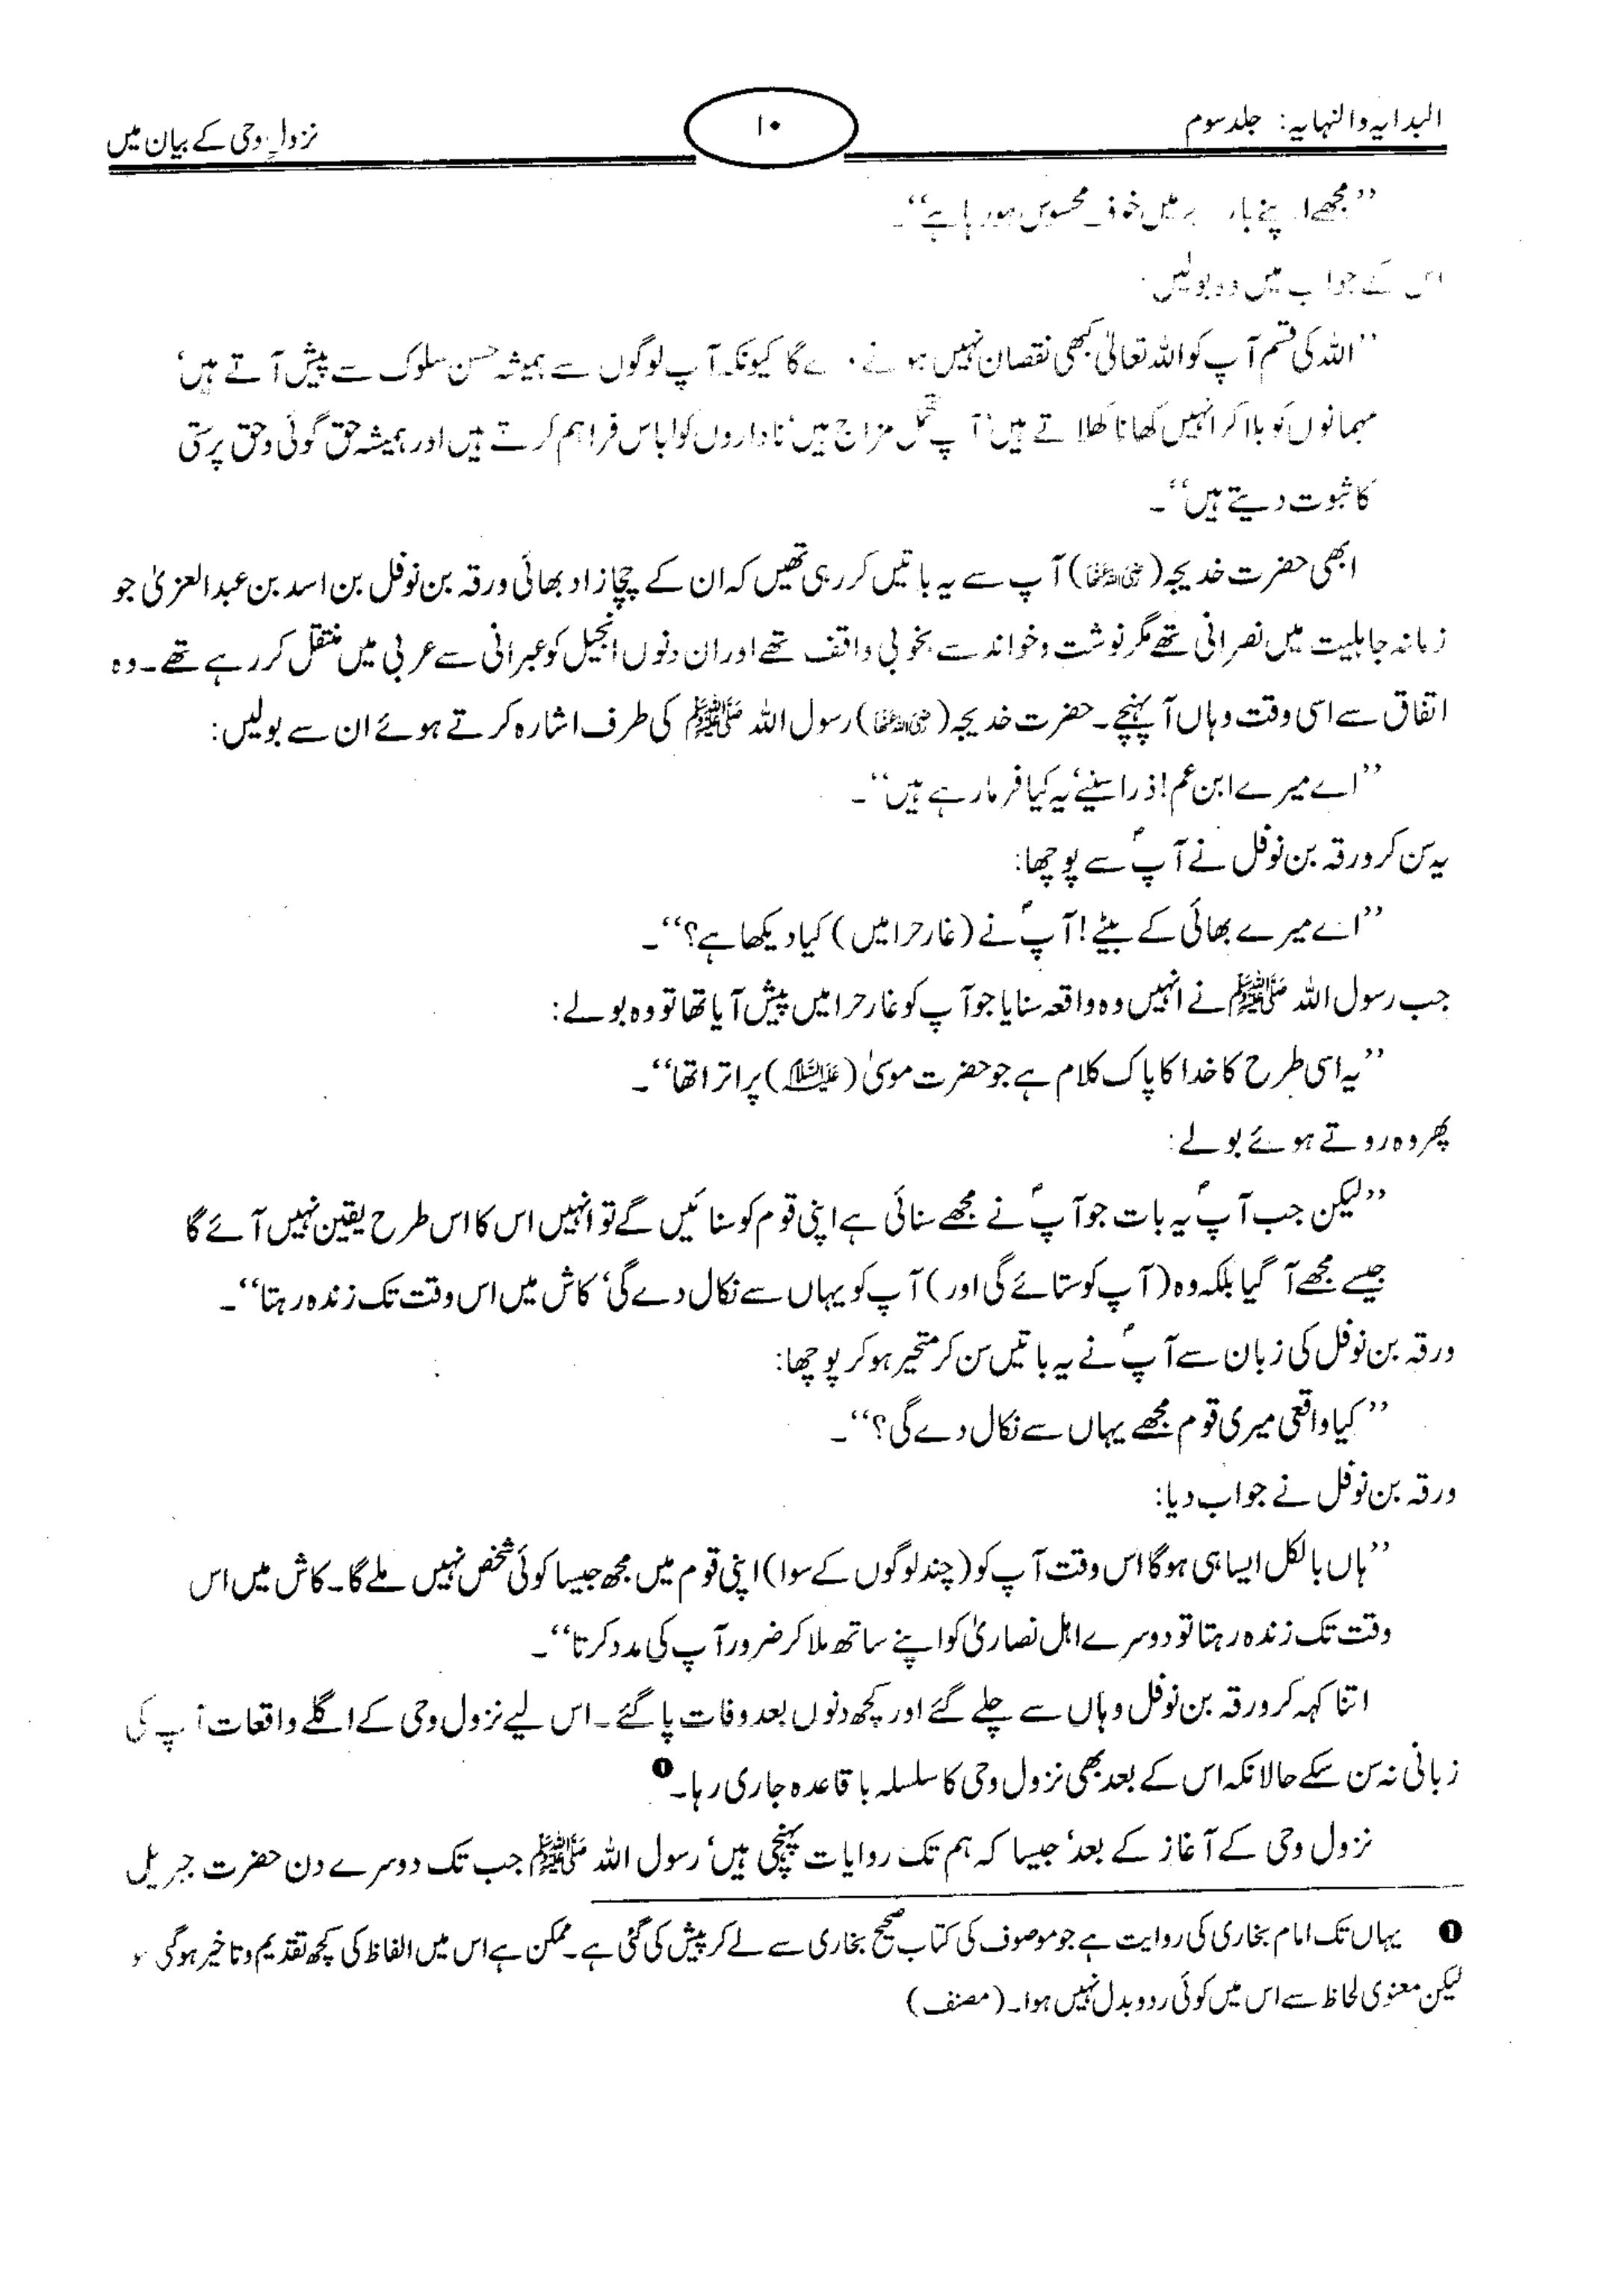 البدایہ والنہایہ: جلد سوم
۱۰
نزولِ وحی کے بیان میں
’’مجھے اپنے بارے میں خوف محسوس ہو رہا ہے‘‘۔
اس کے جواب میں وہ بولیں:
’’اللہ کی قسم آپ کو اللہ تعالیٰ کبھی نقصان نہیں ہونے دے گا کیونکہ آپ لوگوں سے ہمیشہ حسن سلوک سے پیش آتے ہیں‘
مہمانوں کو بلا کر انہیں کھانا کھلاتے ہیں‘ آپ تحمل مزاج ہیں‘ ناداروں کو لباس فراہم کرتے ہیں اور ہمیشہ حق گوئی و حق پرستی
کا ثبوت دیتے ہیں‘‘۔
ابھی حضرت خدیجہ (رضی اللہ عنہا) آپ سے یہ باتیں کر رہی تھیں کہ ان کے چچا زاد بھائی ورقہ بن نوفل بن اسد بن عبدالعزیٰ جو
زمانہ جاہلیت میں نصرانی تھے مگر نوشت و خواند سے بخوبی واقف تھے اور ان دنوں انجیل کو عبرانی سے عربی میں منتقل کر رہے تھے۔ وہ
اتفاق سے اسی وقت وہاں آ پہنچے۔ حضرت خدیجہ (رضی اللہ عنہا) رسول اللہ ﷺ کی طرف اشارہ کرتے ہوئے ان سے بولیں:
’’اے میرے ابن عم! ذرا سنیے‘ یہ کیا فرما رہے ہیں‘‘۔
یہ سن کر ورقہ بن نوفل نے آپؐ سے پوچھا:
’’اے میرے بھائی کے بیٹے! آپؐ نے (غار حرا میں) کیا دیکھا ہے؟‘‘۔
جب رسول اللہ ﷺ نے انہیں وہ واقعہ سنایا جو آپ کو غار حرا میں پیش آیا تھا تو وہ بولے:
’’یہ اسی طرح کا خدا کا پاک کلام ہے جو حضرت موسیٰ (علیہ السلام) پر اترا تھا‘‘۔
پھر وہ روتے ہوئے بولے:
’’لیکن جب آپؐ یہ بات جو آپؐ نے مجھے سنائی ہے اپنی قوم کو سنائیں گے تو انہیں اس کا اس طرح یقین نہیں آئے گا
جیسے مجھے آ گیا بلکہ وہ (آپ کو ستائے گی اور) آپ کو یہاں سے نکال دے گی‘ کاش میں اس وقت تک زندہ رہتا‘‘۔
ورقہ بن نوفل کی زبان سے آپؐ نے یہ باتیں سن کر متحیر ہو کر پوچھا:
’’کیا واقعی میری قوم مجھے یہاں سے نکال دے گی؟‘‘۔
ورقہ بن نوفل نے جواب دیا:
’’ہاں بالکل ایسا ہی ہوگا اس وقت آپ کو (چند لوگوں کے سوا) اپنی قوم میں مجھ جیسا کوئی شخص نہیں ملے گا۔ کاش میں اس
وقت تک زندہ رہتا تو دوسرے اہل نصاریٰ کو اپنے ساتھ ملا کر ضرور آپ کی مدد کرتا‘‘۔
اتنا کہہ کر ورقہ بن نوفل وہاں سے چلے گئے اور کچھ دنوں بعد وفات پا گئے۔ اس لیے نزول وحی کے اگلے واقعات آپ کی
زبانی نہ سن سکے حالانکہ اس کے بعد بھی نزول وحی کا سلسلہ باقاعدہ جاری رہا۔ ❶
نزول وحی کے آغاز کے بعد‘ جیسا کہ ہم تک روایات پہنچی ہیں‘ رسول اللہ ﷺ جب تک دوسرے دن حضرت جبریل
❶ یہاں تک امام بخاری کی روایت ہے جو موصوف کی کتاب صحیح بخاری سے لے کر پیش کی گئی ہے۔ ممکن ہے اس میں الفاظ کی کچھ تقدیم و تاخیر ہوگی ہو
لیکن معنوی لحاظ سے اس میں کوئی ردوبدل نہیں ہوا۔ (مصنف)